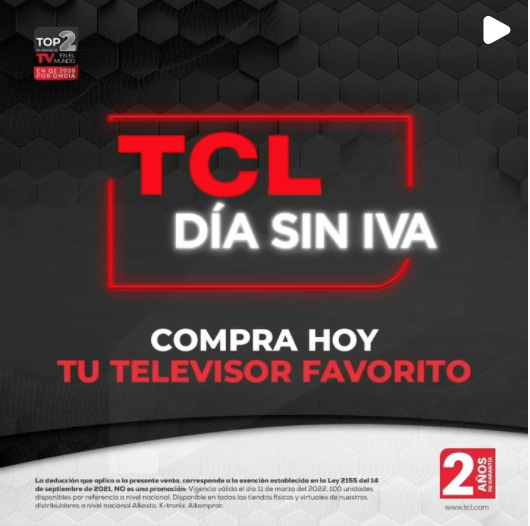 TOP 2
TV EN EL MUNDO
EN Q2 2020
POR OMDIA
TCL
DÍA SIN IVA
COMPRA HOY
TU TELEVISOR FAVORITO
La deducción que aplica a la presente venta, corresponde a la exención establecida en la Ley 2155 del 14
de septiembre de 2021, NO es una promoción: Vigencia válida el día 11 de marzo del 2022. 100 unidades
disponibles por referencia a nivel nacional. Disponible en todas las tiendas físicas y virtuales de nuestros
distribuidores a nivel nacional Alkosto, K-tronix, Alkomprar.
2 AÑOS
DE GARANTÍA
www.tcl.com